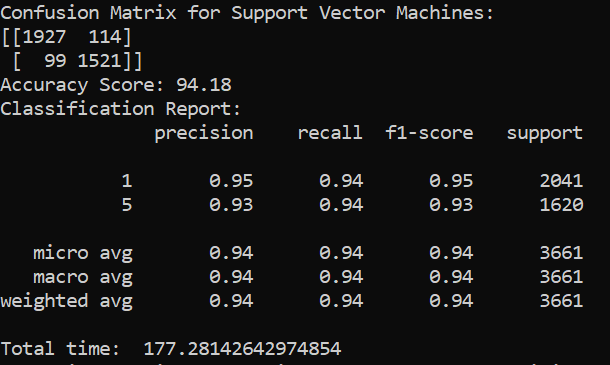 Confusion Matrix for Support Vector Machines:
[[1927  114]
 [  99 1521]]
Accuracy Score: 94.18
Classification Report:
              precision    recall  f1-score   support

           1       0.95      0.94      0.95      2041
           5       0.93      0.94      0.93      1620

   micro avg       0.94      0.94      0.94      3661
   macro avg       0.94      0.94      0.94      3661
weighted avg       0.94      0.94      0.94      3661

Total time:  177.28142642974854